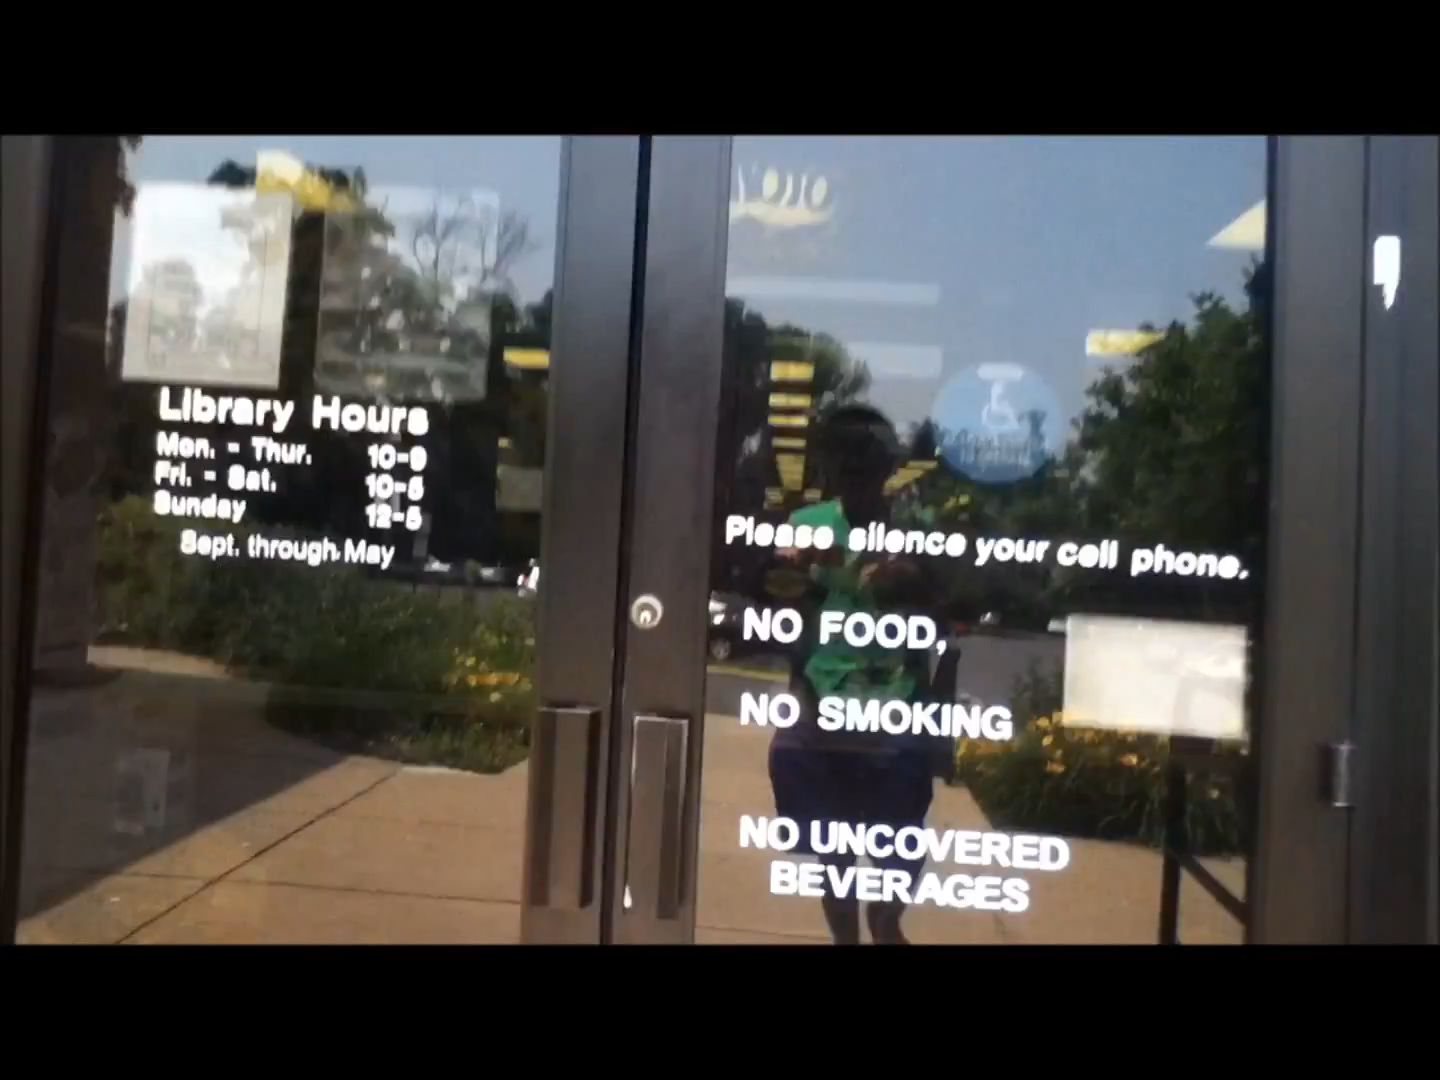 Library Hours
Mon. - Thur. 10-9
Fri. - Sat. 10-5
Sunday 12-5
Sept. through May
Please silence your cell phone.
NO FOOD,
NO SMOKING
NO UNCOVERED
BEVERAGES